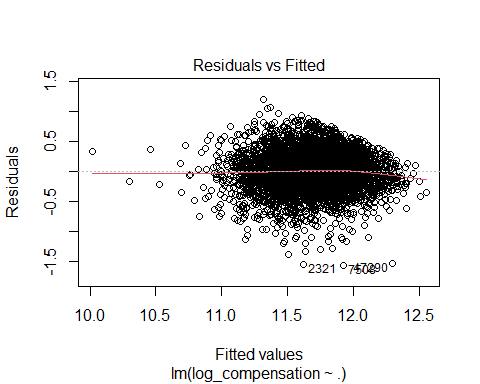 Residuals vs Fitted
Residuals
1.5
0.5
-0.5
-1.5
2321
10.0 10.5 11.0 11.5 12.0 12.5
Fitted values
lm(log_compensation ~ .)